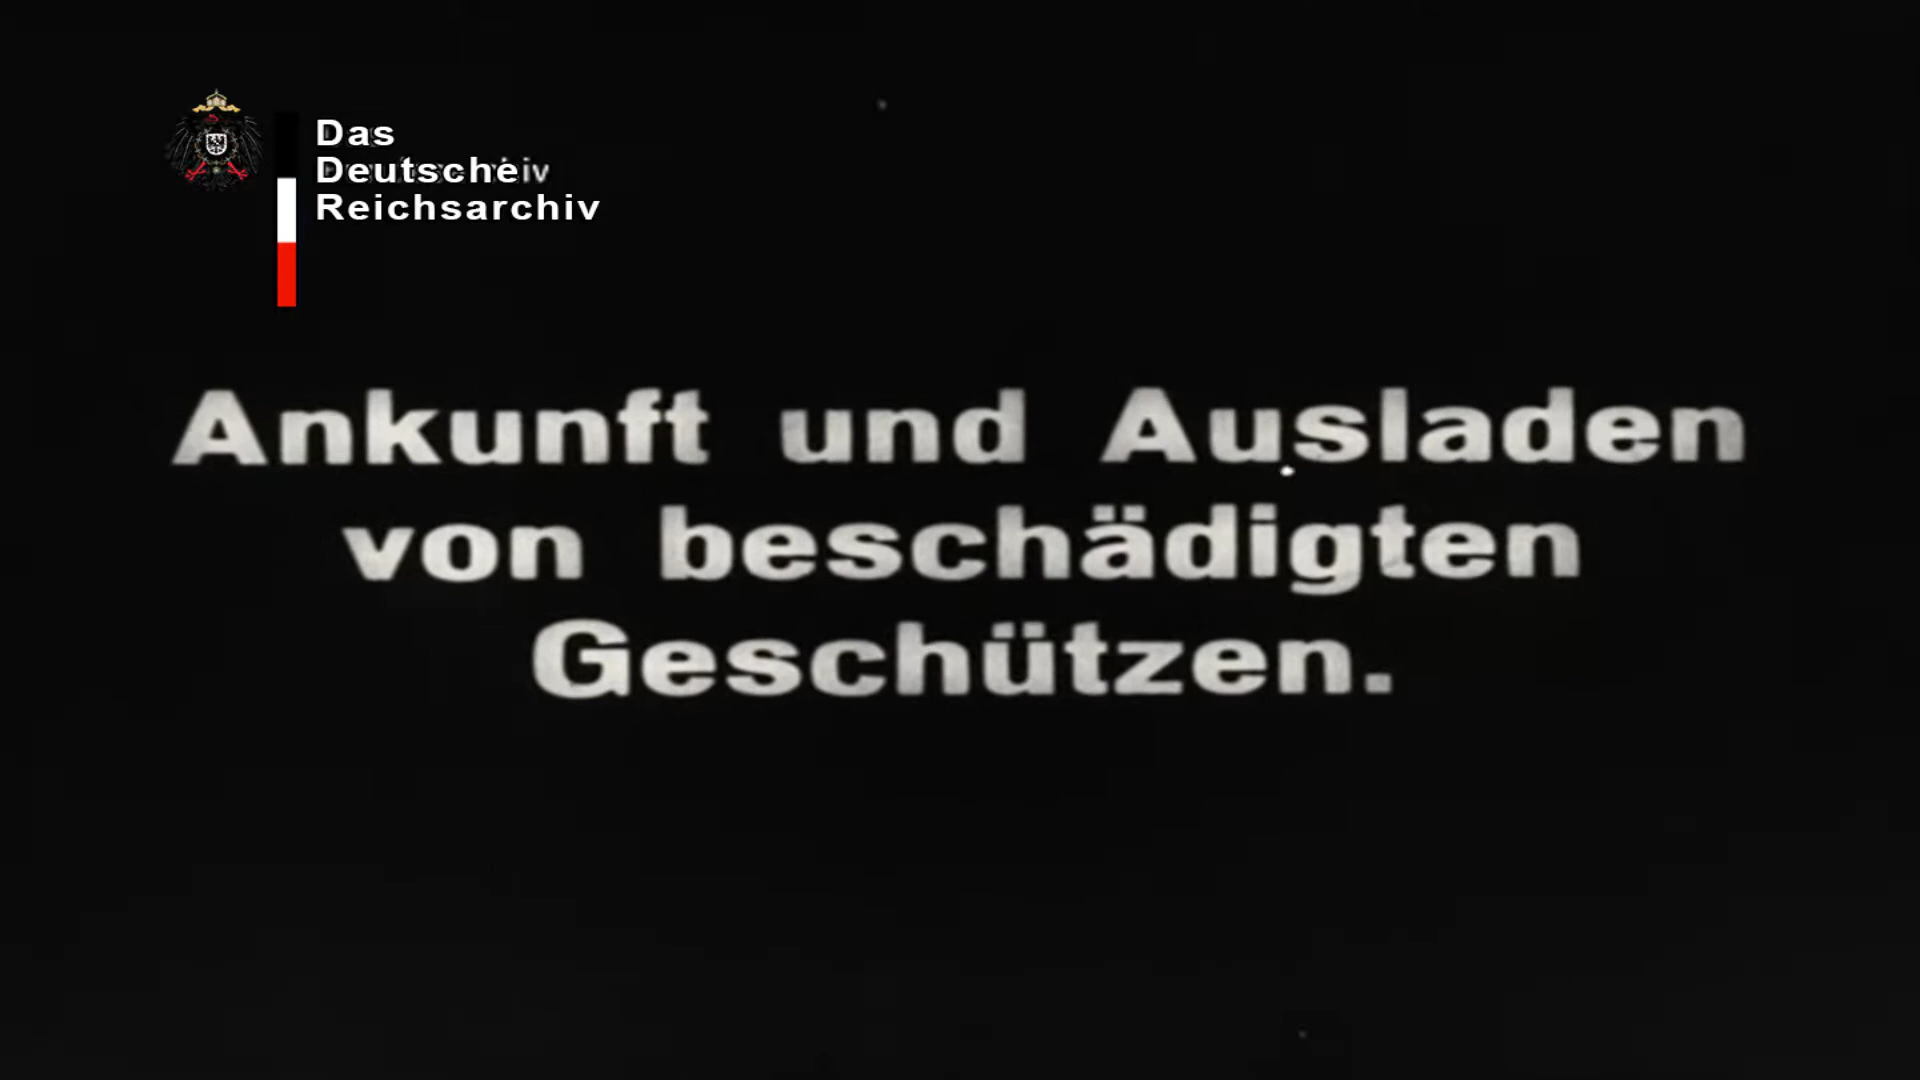 Das
Deutsche
Reichsarchiv
Ankunft und Ausladen
von beschädigten
Geschützen.